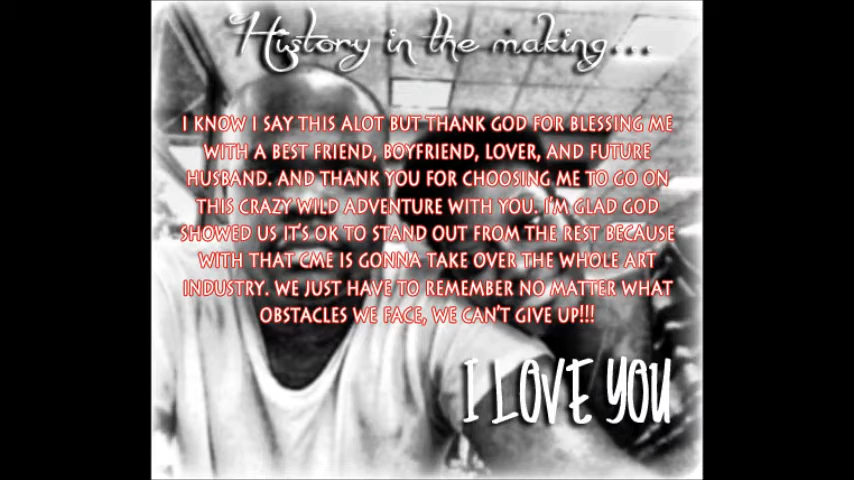 History in the making...
I KNOW I SAY THIS ALOT BUT THANK GOD FOR BLESSING ME
WITH A BEST FRIEND, BOYFRIEND, LOVER, AND FUTURE
HUSBAND. AND THANK YOU FOR CHOOSING ME TO GO ON
THIS CRAZY WILD ADVENTURE WITH YOU. I'M GLAD GOD
SHOWED US IT'S OK TO STAND OUT FROM THE REST BECAUSE
WITH THAT CME IS GONNA TAKE OVER THE WHOLE ART
INDUSTRY. WE JUST HAVE TO REMEMBER NO MATTER WHAT
OBSTACLES WE FACE, WE CAN'T GIVE UP!!!
I LOVE YOU